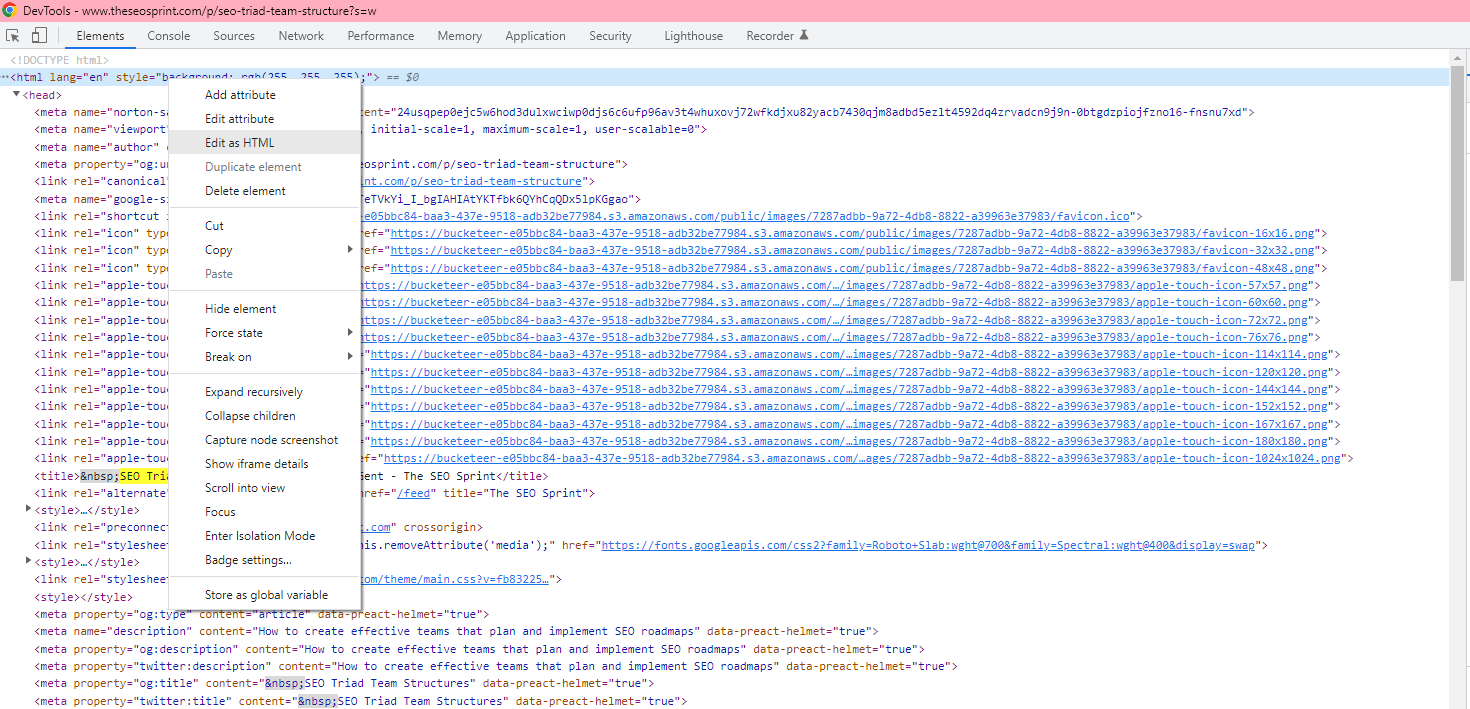 DevTools - www.theseosprint.com/p/seo-triad-team-structure?s=w
Elements Console Sources Network Performance Memory Application Security Lighthouse Recorder
<!DOCTYPE html>
<html lang="en" style="background: rgb(255, 255, 255);"> == $0
<head>
<meta name="norton-sa
<meta name="viewport" , initial-scale=1, maximum-scale=1, user-scalable=0">
<meta name="author"
<meta property="og:ur eosprint.com/p/seo-triad-team-structure">
<link rel="canonical" int.com/p/seo-triad-team-structure">
<meta name="google-si
<link rel="shortcut i e05bbc84-baa3-437e-9518-adb32be77984.s3.amazonaws.com/public/images/7287adbb-9a72-4db8-8822-a39963e37983/favicon.ico">
<link rel="icon" type ref="https://bucketeer-e05bbc84-baa3-437e-9518-adb32be77984.s3.amazonaws.com/public/images/7287adbb-9a72-4db8-8822-a39963e37983/favicon-16x16.png">
<link rel="icon" type ref="https://bucketeer-e05bbc84-baa3-437e-9518-adb32be77984.s3.amazonaws.com/public/images/7287adbb-9a72-4db8-8822-a39963e37983/favicon-32x32.png">
<link rel="icon" type ref="https://bucketeer-e05bbc84-baa3-437e-9518-adb32be77984.s3.amazonaws.com/public/images/7287adbb-9a72-4db8-8822-a39963e37983/favicon-48x48.png">
<link rel="apple-touc https://bucketeer-e05bbc84-baa3-437e-9518-adb32be77984.s3.amazonaws.com/…/images/7287adbb-9a72-4db8-8822-a39963e37983/apple-touch-icon-57x57.png">
<link rel="apple-touc https://bucketeer-e05bbc84-baa3-437e-9518-adb32be77984.s3.amazonaws.com/…/images/7287adbb-9a72-4db8-8822-a39963e37983/apple-touch-icon-60x60.png">
<link rel="apple-touc https://bucketeer-e05bbc84-baa3-437e-9518-adb32be77984.s3.amazonaws.com/…/images/7287adbb-9a72-4db8-8822-a39963e37983/apple-touch-icon-72x72.png">
<link rel="apple-touc https://bucketeer-e05bbc84-baa3-437e-9518-adb32be77984.s3.amazonaws.com/…/images/7287adbb-9a72-4db8-8822-a39963e37983/apple-touch-icon-76x76.png">
<link rel="apple-touc "https://bucketeer-e05bbc84-baa3-437e-9518-adb32be77984.s3.amazonaws.com/…images/7287adbb-9a72-4db8-8822-a39963e37983/apple-touch-icon-114x114.png">
<link rel="apple-touc "https://bucketeer-e05bbc84-baa3-437e-9518-adb32be77984.s3.amazonaws.com/…images/7287adbb-9a72-4db8-8822-a39963e37983/apple-touch-icon-120x120.png">
<link rel="apple-touc "https://bucketeer-e05bbc84-baa3-437e-9518-adb32be77984.s3.amazonaws.com/…images/7287adbb-9a72-4db8-8822-a39963e37983/apple-touch-icon-144x144.png">
<link rel="apple-touc "https://bucketeer-e05bbc84-baa3-437e-9518-adb32be77984.s3.amazonaws.com/…images/7287adbb-9a72-4db8-8822-a39963e37983/apple-touch-icon-152x152.png">
<link rel="apple-touc "https://bucketeer-e05bbc84-baa3-437e-9518-adb32be77984.s3.amazonaws.com/…images/7287adbb-9a72-4db8-8822-a39963e37983/apple-touch-icon-167x167.png">
<link rel="apple-touc "https://bucketeer-e05bbc84-baa3-437e-9518-adb32be77984.s3.amazonaws.com/…images/7287adbb-9a72-4db8-8822-a39963e37983/apple-touch-icon-180x180.png">
<link rel="apple-touc ef="https://bucketeer-e05bbc84-baa3-437e-9518-adb32be77984.s3.amazonaws.com/…ages/7287adbb-9a72-4db8-8822-a39963e37983/apple-touch-icon-1024x1024.png">
<title>&nbsp;SEO Tria ent - The SEO Sprint</title>
<link rel="alternate" href="/feed" title="The SEO Sprint">
<style>…</style>
<link rel="preconnect .com" crossorigin>
<link rel="stylesheet his.removeAttribute('media');" href="https://fonts.googleapis.com/css2?family=Roboto+Slab:wght@700&family=Spectral:wght@400&display=swap">
<style>…</style>
<link rel="stylesheet com/theme/main.css?v=fb83225…">
<style></style>
<meta property="og:type" content="article" data-preact-helmet="true">
<meta name="description" content="How to create effective teams that plan and implement SEO roadmaps" data-preact-helmet="true">
<meta property="og:description" content="How to create effective teams that plan and implement SEO roadmaps" data-preact-helmet="true">
<meta property="twitter:description" content="How to create effective teams that plan and implement SEO roadmaps" data-preact-helmet="true">
<meta property="og:title" content="&nbsp;SEO Triad Team Structures" data-preact-helmet="true">
<meta property="twitter:title" content="&nbsp;SEO Triad Team Structures" data-preact-helmet="true">
Add attribute
Edit attribute
Edit as HTML
Duplicate element
Delete element
Cut
Copy
Paste
Hide element
Force state
Break on
Expand recursively
Collapse children
Capture node screenshot
Show iframe details
Scroll into view
Focus
Enter Isolation Mode
Badge settings...
Store as global variable